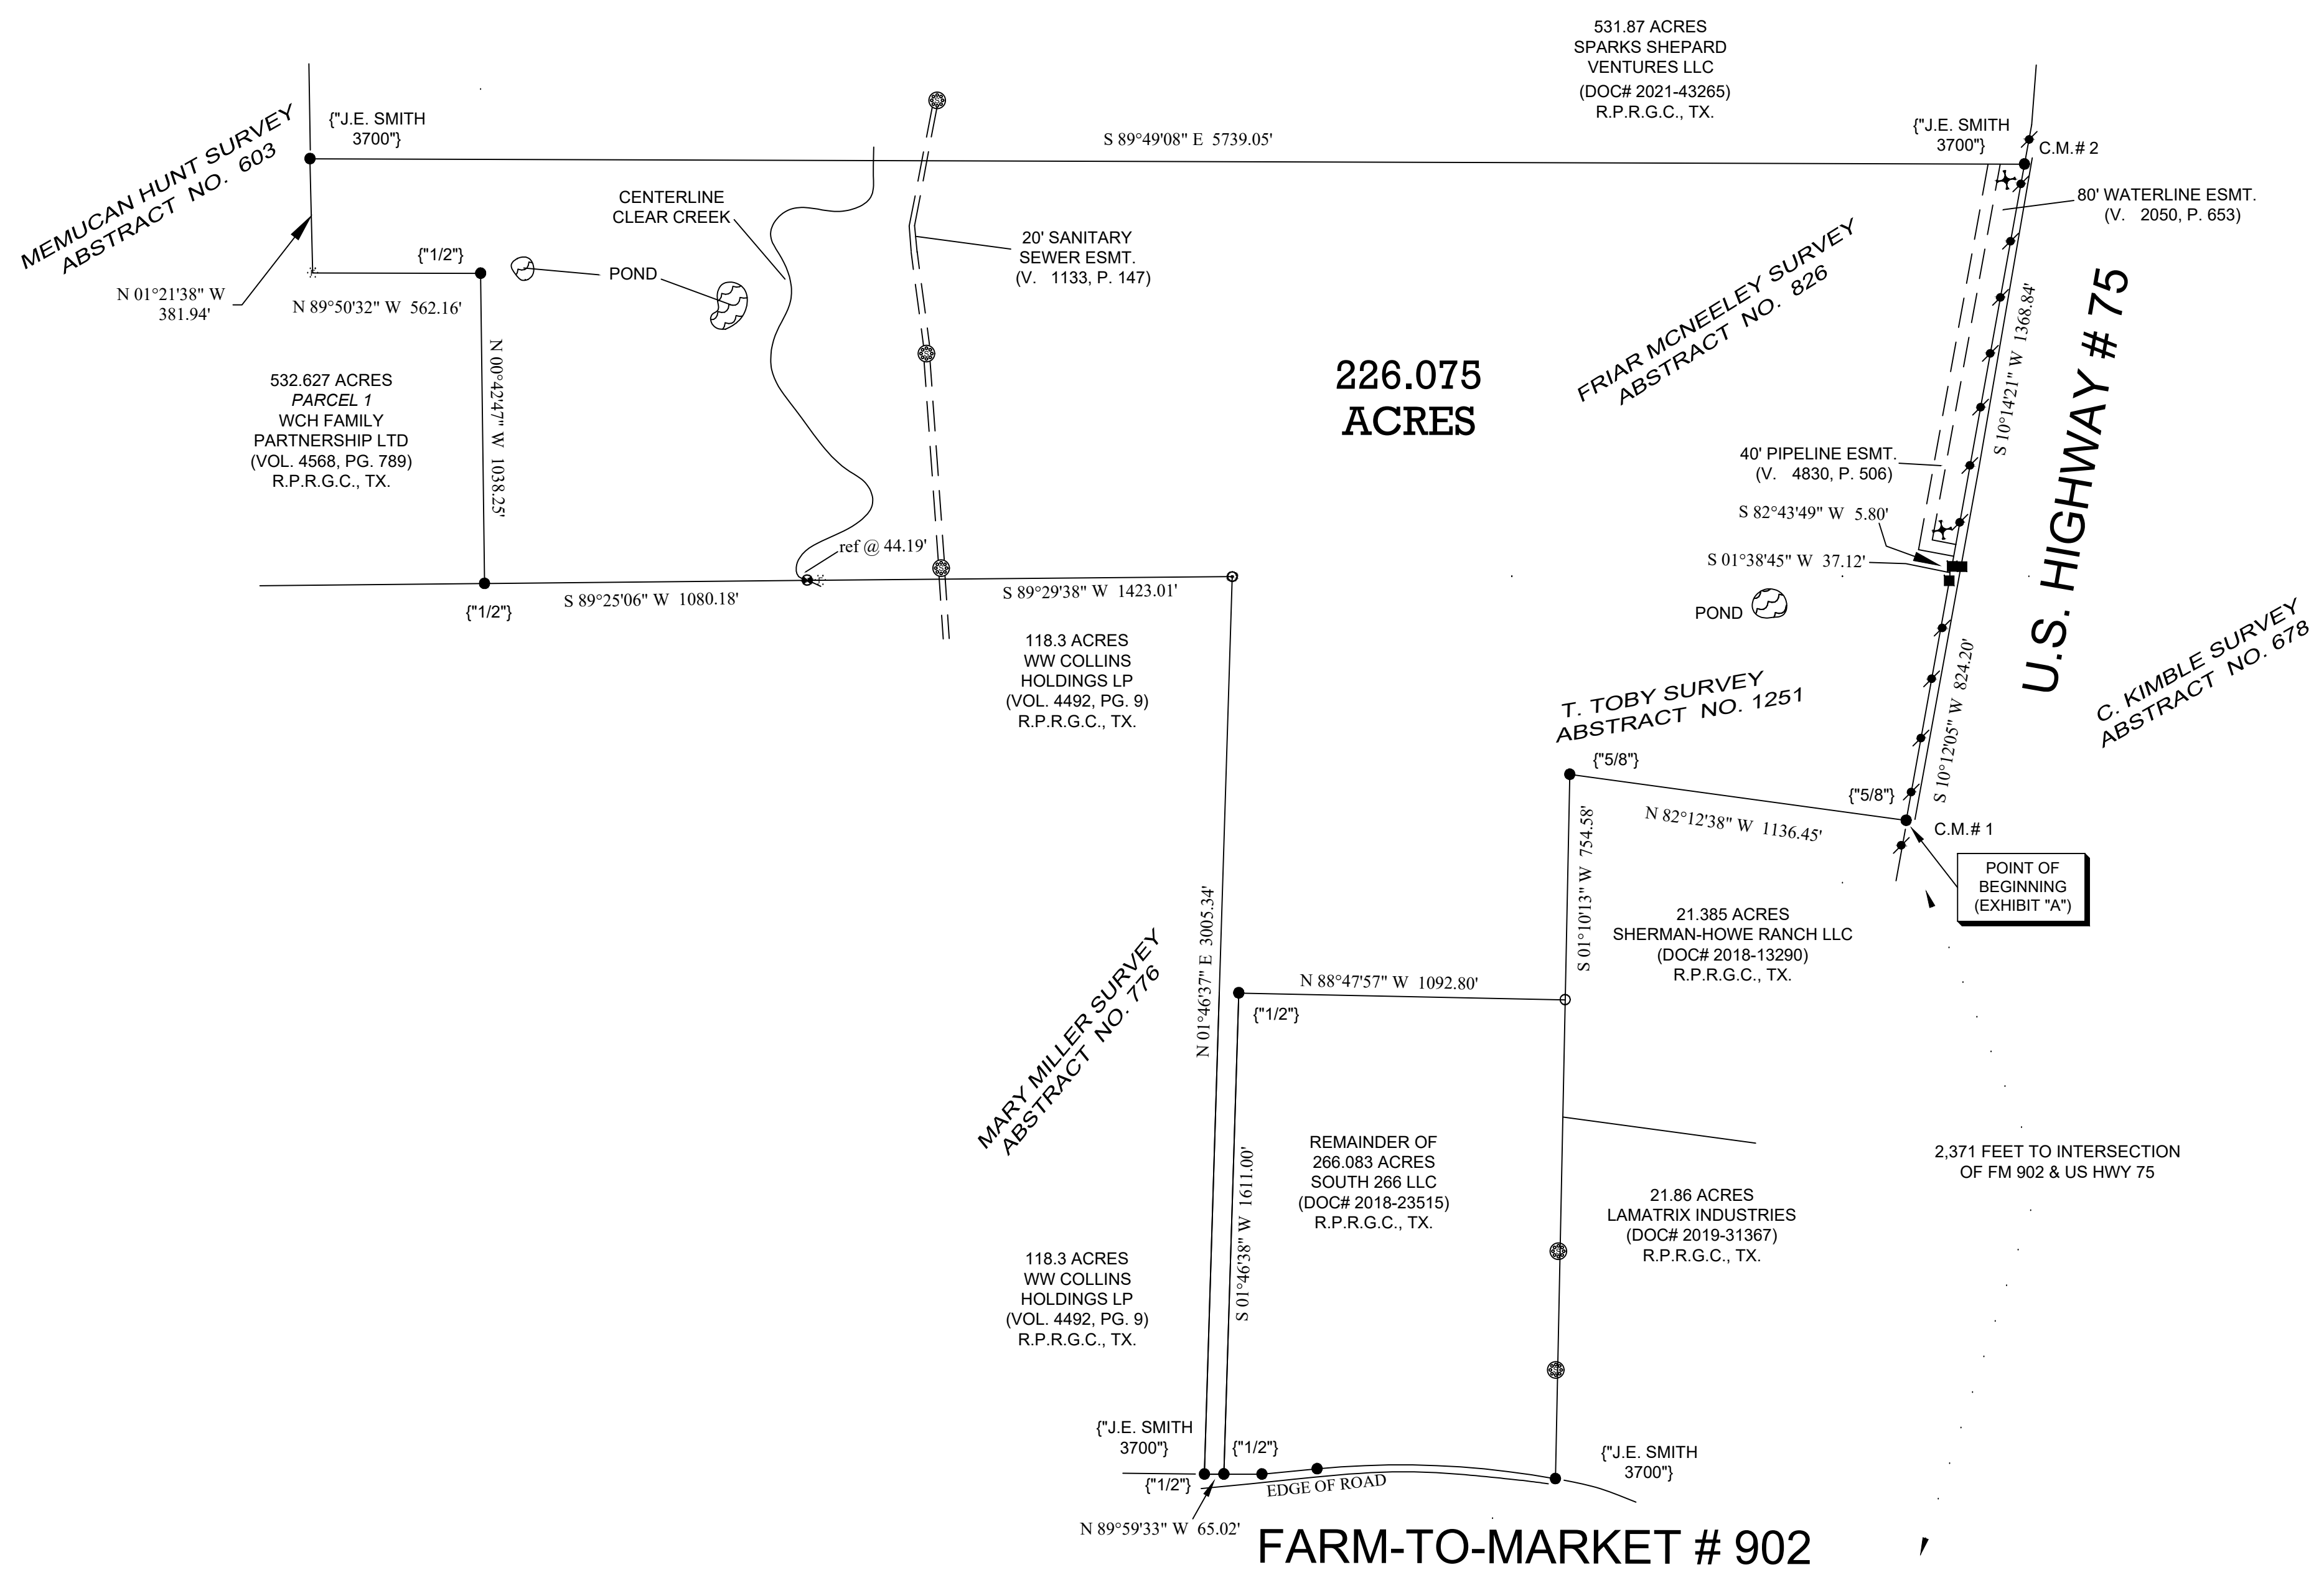 531.87 ACRES
SPARKS SHEPARD
VENTURES LLC
(DOC# 2021-43265)
R.P.R.G.C., TX.
MEMUCAN HUNT SURVEY
ABSTRACT NO. 603
{"J.E. SMITH
3700"}
S 89°49'08" E 5739.05'
{"J.E. SMITH
3700"}
C.M.# 2
80' WATERLINE ESMT.
(V. 2050, P. 653)
CENTERLINE
CLEAR CREEK
20' SANITARY
SEWER ESMT.
(V. 1133, P. 147)
{"1/2"}
POND
N 01°21'38" W
381.94'
N 89°50'32" W 562.16'
FRIAR MCNEELEY SURVEY
ABSTRACT NO. 826
S 10°14'21" W 1368.84'
U.S. HIGHWAY # 75
226.075
ACRES
532.627 ACRES
PARCEL 1
WCH FAMILY
PARTNERSHIP LTD
(VOL. 4568, PG. 789)
R.P.R.G.C., TX.
N 00°42'47" W 1038.25'
40' PIPELINE ESMT.
(V. 4830, P. 506)
S 82°43'49" W 5.80'
S 01°38'45" W 37.12'
ref @ 44.19'
{"1/2"}
S 89°25'06" W 1080.18'
S 89°29'38" W 1423.01'
POND
118.3 ACRES
WW COLLINS
HOLDINGS LP
(VOL. 4492, PG. 9)
R.P.R.G.C., TX.
T. TOBY SURVEY
ABSTRACT NO. 1251
S 10°12'05" W 824.20'
C. KIMBLE SURVEY
ABSTRACT NO. 678
{"5/8"}
{"5/8"}
N 82°12'38" W 1136.45'
C.M.# 1
POINT OF
BEGINNING
(EXHIBIT "A")
S 01°10'13" W 754.58'
21.385 ACRES
SHERMAN-HOWE RANCH LLC
(DOC# 2018-13290)
R.P.R.G.C., TX.
MARY MILLER SURVEY
ABSTRACT NO. 776
N 01°46'37" E 3005.34'
N 88°47'57" W 1092.80'
{"1/2"}
S 01°46'38" W 1611.00'
REMAINDER OF
266.083 ACRES
SOUTH 266 LLC
(DOC# 2018-23515)
R.P.R.G.C., TX.
2,371 FEET TO INTERSECTION
OF FM 902 & US HWY 75
21.86 ACRES
LAMATRIX INDUSTRIES
(DOC# 2019-31367)
R.P.R.G.C., TX.
118.3 ACRES
WW COLLINS
HOLDINGS LP
(VOL. 4492, PG. 9)
R.P.R.G.C., TX.
{"J.E. SMITH
3700"}
{"1/2"}
{"1/2"}
{"J.E. SMITH
3700"}
EDGE OF ROAD
N 89°59'33" W 65.02'
FARM-TO-MARKET # 902